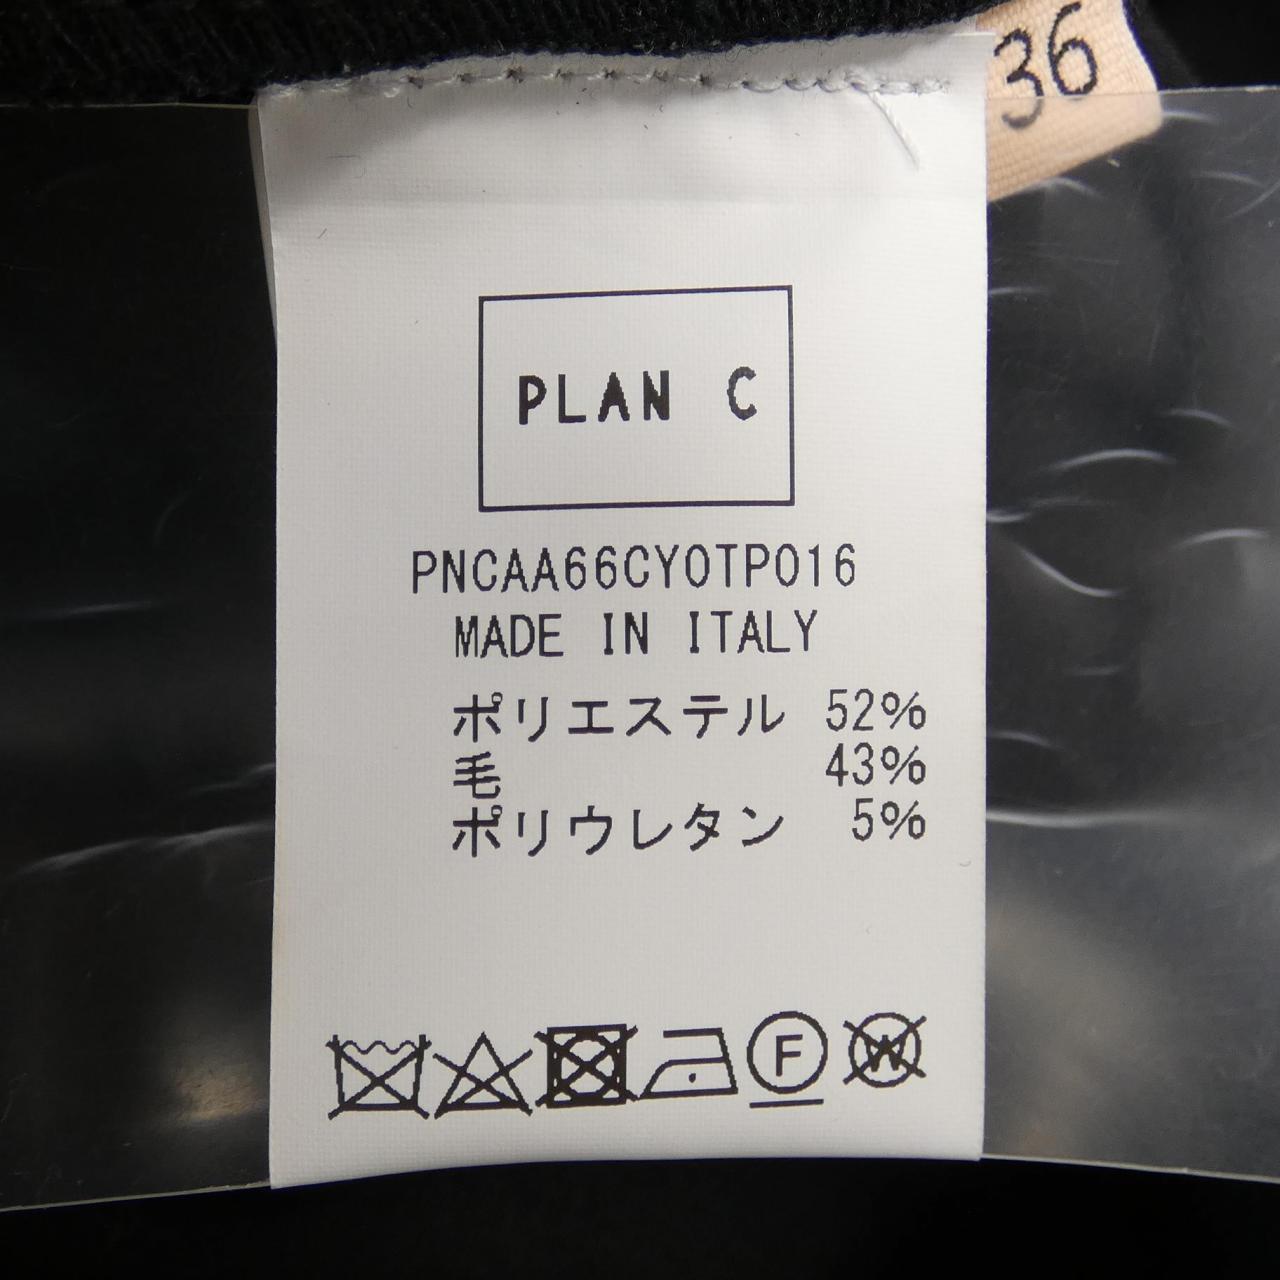 36
PLAN C
PNCAA66CY0TP016
MADE IN ITALY
ポリエステル 52%
毛 43%
ポリウレタン 5%
F W